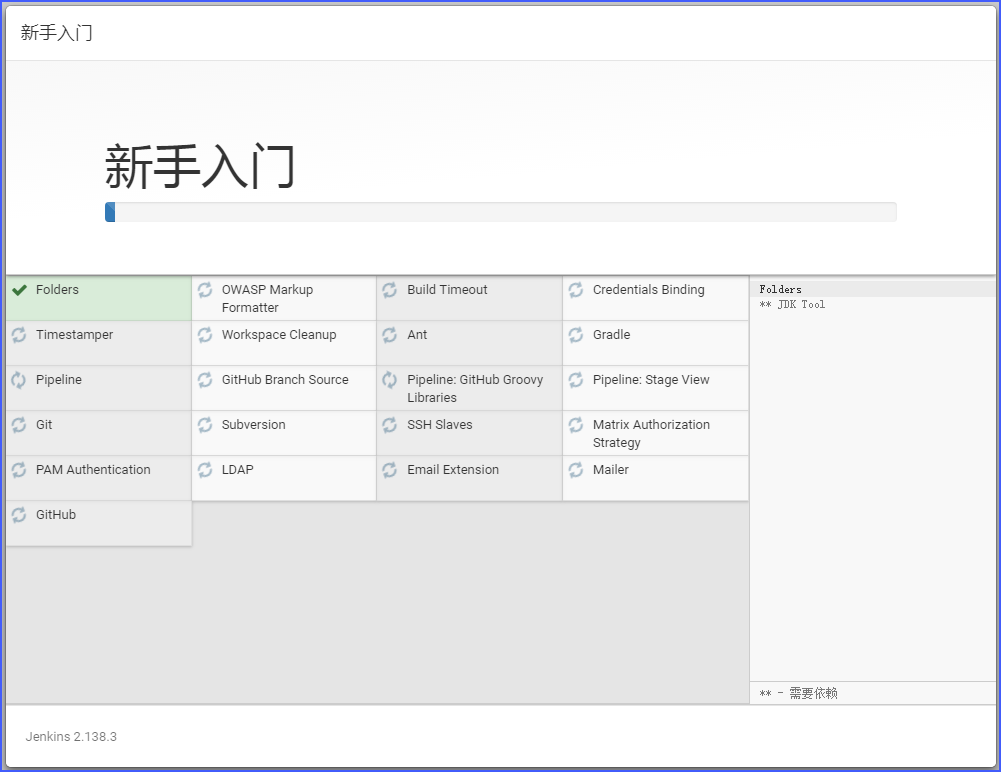 新手入门
新手入门
Folders
OWASP Markup
Formatter
Build Timeout
Credentials Binding
Timestamper
Workspace Cleanup
Ant
Gradle
Pipeline
GitHub Branch Source
Pipeline: GitHub Groovy
Libraries
Pipeline: Stage View
Git
Subversion
SSH Slaves
Matrix Authorization
Strategy
PAM Authentication
LDAP
Email Extension
Mailer
GitHub
Folders
** JDK Tool
** - 需要依赖
Jenkins 2.138.3